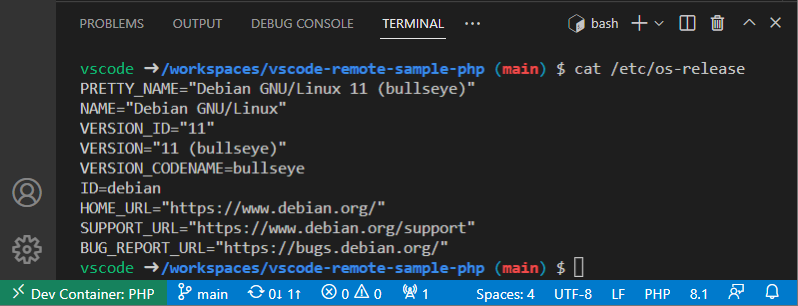 PROBLEMS OUTPUT DEBUG CONSOLE TERMINAL ··· bash
vscode ➜/workspaces/vscode-remote-sample-php (main) $ cat /etc/os-release
PRETTY_NAME="Debian GNU/Linux 11 (bullseye)"
NAME="Debian GNU/Linux"
VERSION_ID="11"
VERSION="11 (bullseye)"
VERSION_CODENAME=bullseye
ID=debian
HOME_URL="https://www.debian.org/"
SUPPORT_URL="https://www.debian.org/support"
BUG_REPORT_URL="https://bugs.debian.org/"
vscode ➜/workspaces/vscode-remote-sample-php (main) $
Dev Container: PHP main 0↓ 1↑ 0 0 1 Spaces: 4 UTF-8 LF PHP 8.1